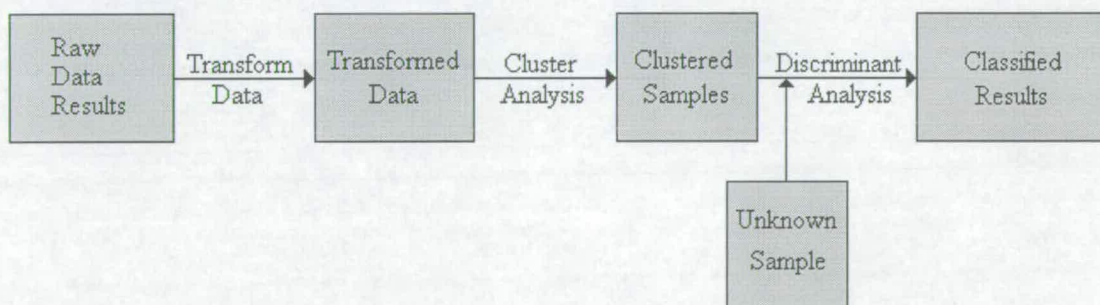 Raw
Data
Results
Transform
Data
Transformed
Data
Cluster
Analysis
Clustered
Samples
Discriminant
Analysis
Classified
Results
Unknown
Sample